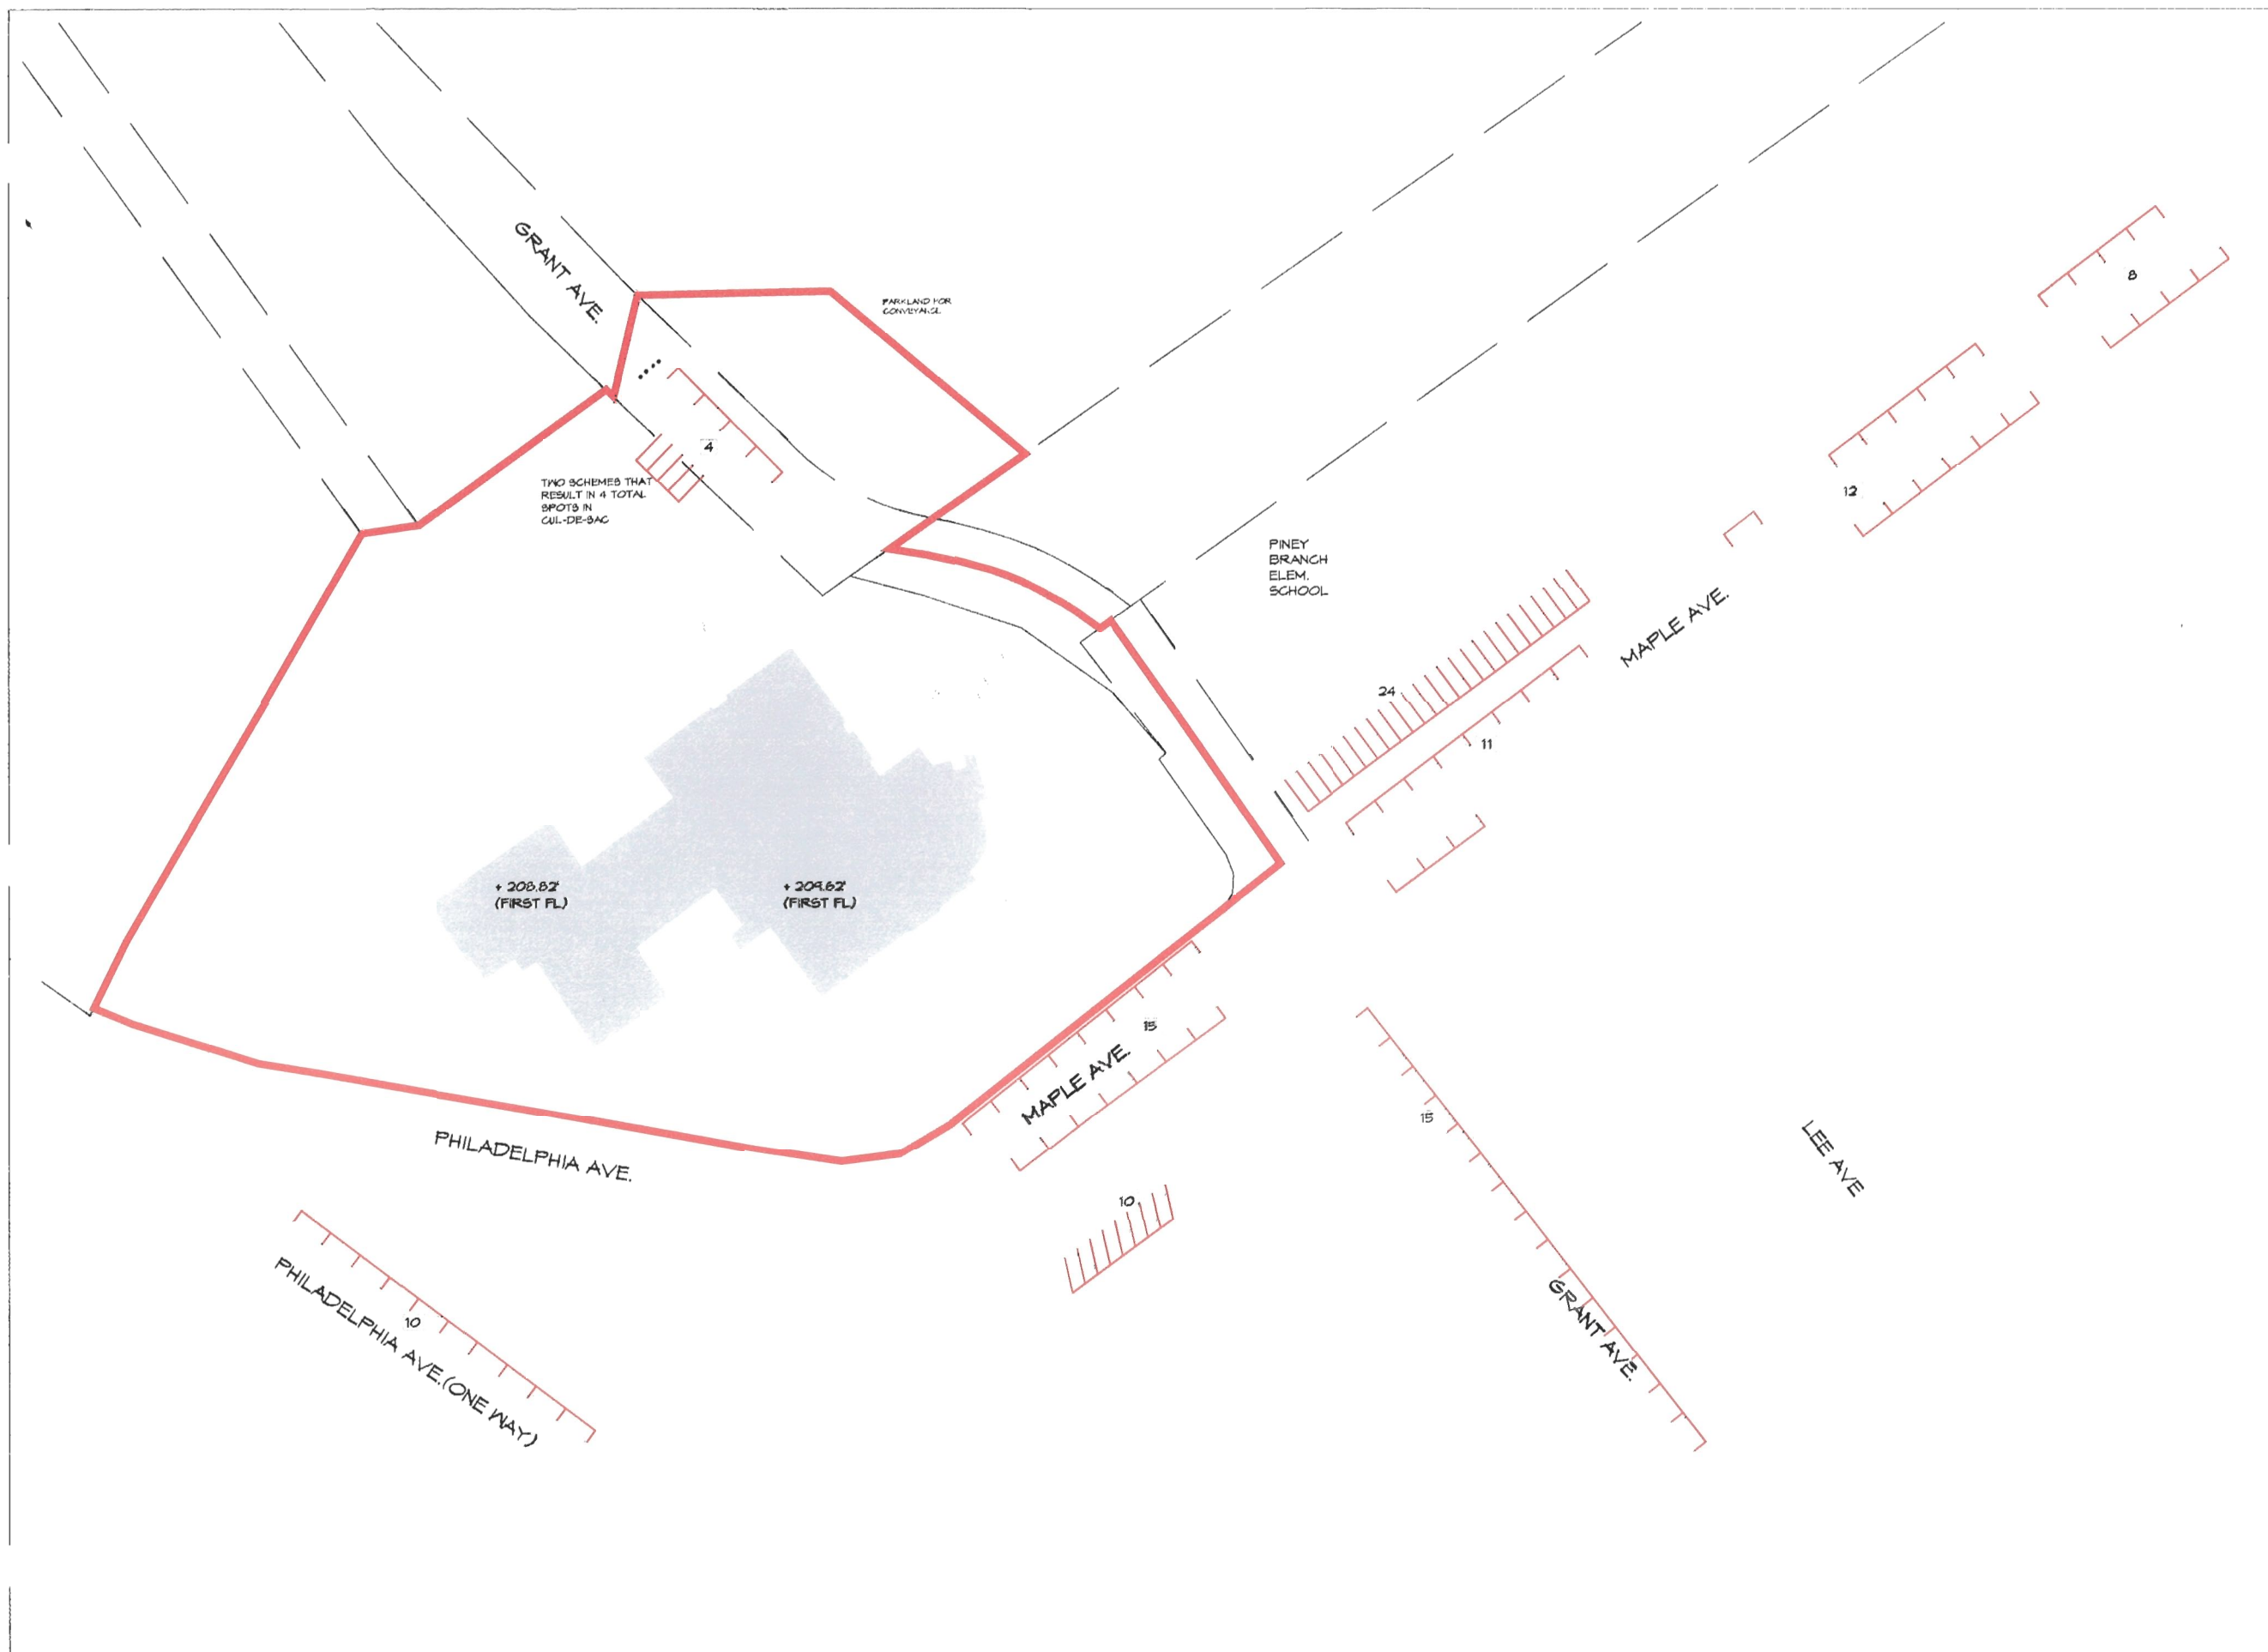 GRANT AVE.
PARKLAND FOR
CONVEYANCE
8
4
TWO SCHEMES THAT
RESULT IN 4 TOTAL
SPOTS IN
CUL-DE-SAC
12
PINEY
BRANCH
ELEM.
SCHOOL
MAPLE AVE.
24
11
+ 208.82'
(FIRST FL)
+ 209.62'
(FIRST FL)
15
MAPLE AVE.
15
LEE AVE
PHILADELPHIA AVE.
10
10
PHILADELPHIA AVE.(ONE WAY)
GRANT AVE.